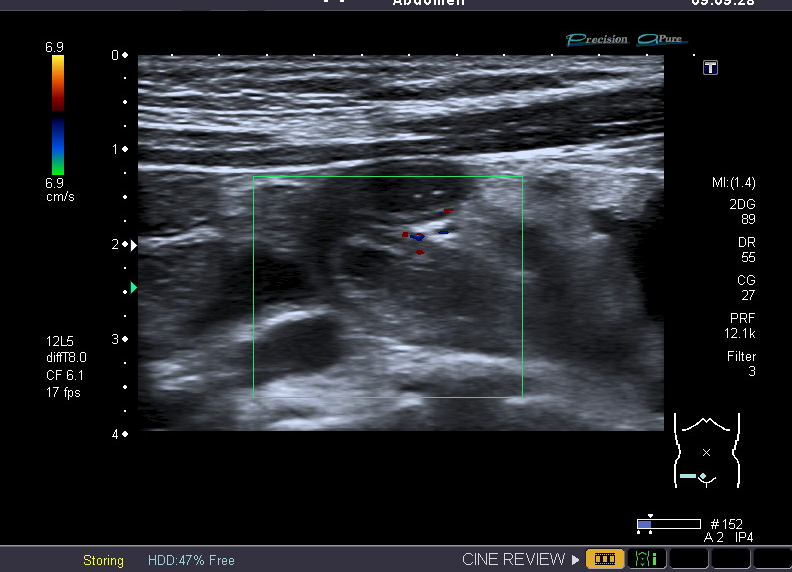 Abdomen
09:09:28
Precision APure
6.9
6.9
cm/s
0
1
2
3
4
T
MI:(1.4)
2DG
89
DR
55
CG
27
PRF
12.1k
Filter
3
12L5
diffT8.0
CF 6.1
17 fps
#152
A 2 IP4
Storing
HDD:47% Free
CINE REVIEW
i